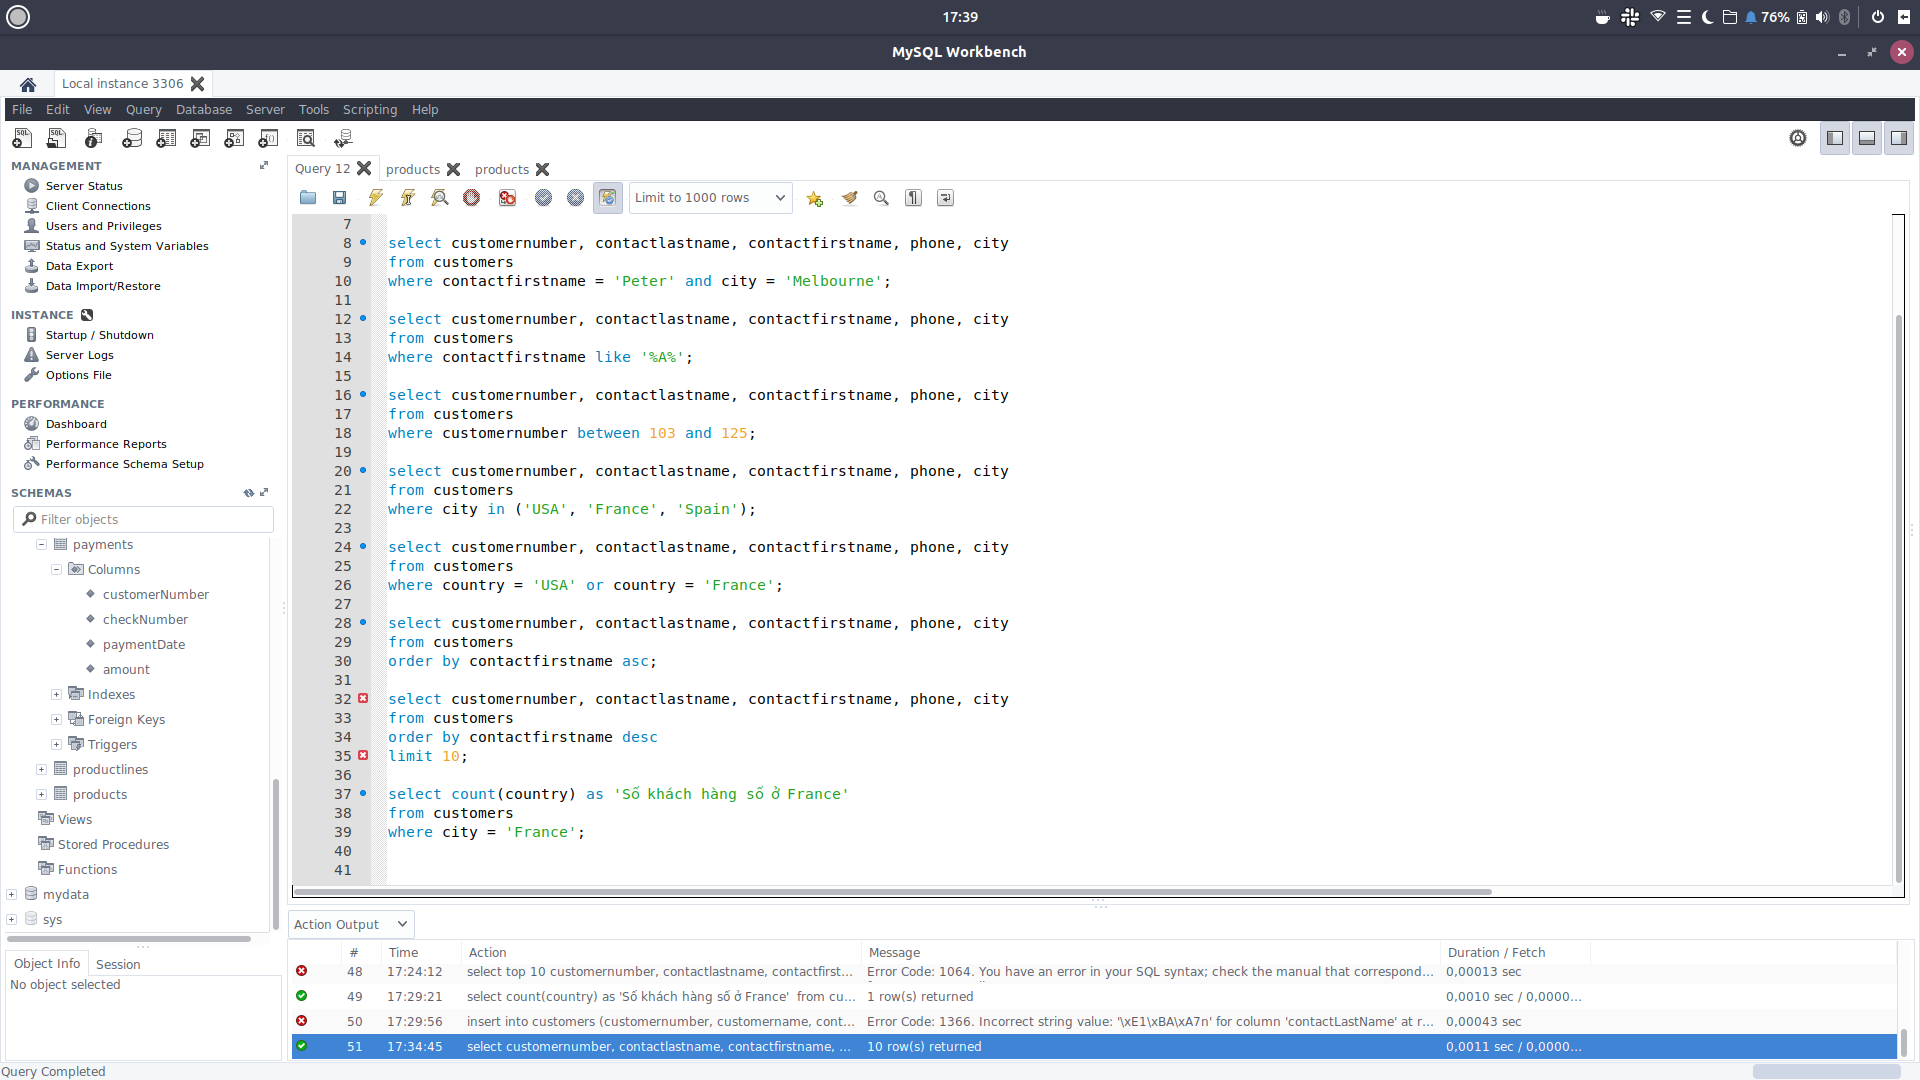 17:39
76%
MySQL Workbench
Local instance 3306
File Edit View Query Database Server Tools Scripting Help
MANAGEMENT
Server Status
Client Connections
Users and Privileges
Status and System Variables
Data Export
Data Import/Restore
INSTANCE
Startup / Shutdown
Server Logs
Options File
PERFORMANCE
Dashboard
Performance Reports
Performance Schema Setup
SCHEMAS
Filter objects
payments
Columns
customerNumber
checkNumber
paymentDate
amount
Indexes
Foreign Keys
Triggers
productlines
products
Views
Stored Procedures
Functions
mydata
sys
Object Info Session
No object selected
Query 12 products products
Limit to 1000 rows
7
8 select customernumber, contactlastname, contactfirstname, phone, city
9 from customers
10 where contactfirstname = 'Peter' and city = 'Melbourne';
11
12 select customernumber, contactlastname, contactfirstname, phone, city
13 from customers
14 where contactfirstname like '%A%';
15
16 select customernumber, contactlastname, contactfirstname, phone, city
17 from customers
18 where customernumber between 103 and 125;
19
20 select customernumber, contactlastname, contactfirstname, phone, city
21 from customers
22 where city in ('USA', 'France', 'Spain');
23
24 select customernumber, contactlastname, contactfirstname, phone, city
25 from customers
26 where country = 'USA' or country = 'France';
27
28 select customernumber, contactlastname, contactfirstname, phone, city
29 from customers
30 order by contactfirstname asc;
31
32 select customernumber, contactlastname, contactfirstname, phone, city
33 from customers
34 order by contactfirstname desc
35 limit 10;
36
37 select count(country) as 'Số khách hàng số ở France'
38 from customers
39 where city = 'France';
40
41
Action Output
# Time Action Message Duration / Fetch
48 17:24:12 select top 10 customernumber, contactlastname, contactfirst... Error Code: 1064. You have an error in your SQL syntax; check the manual that correspond... 0,00013 sec
49 17:29:21 select count(country) as 'Số khách hàng số ở France' from cu... 1 row(s) returned 0,0010 sec / 0,0000...
50 17:29:56 insert into customers (customernumber, customername, cont... Error Code: 1366. Incorrect string value: '\xE1\xBA\xA7n' for column 'contactLastName' at r... 0,00043 sec
51 17:34:45 select customernumber, contactlastname, contactfirstname, ... 10 row(s) returned 0,0011 sec / 0,0000...
Query Completed